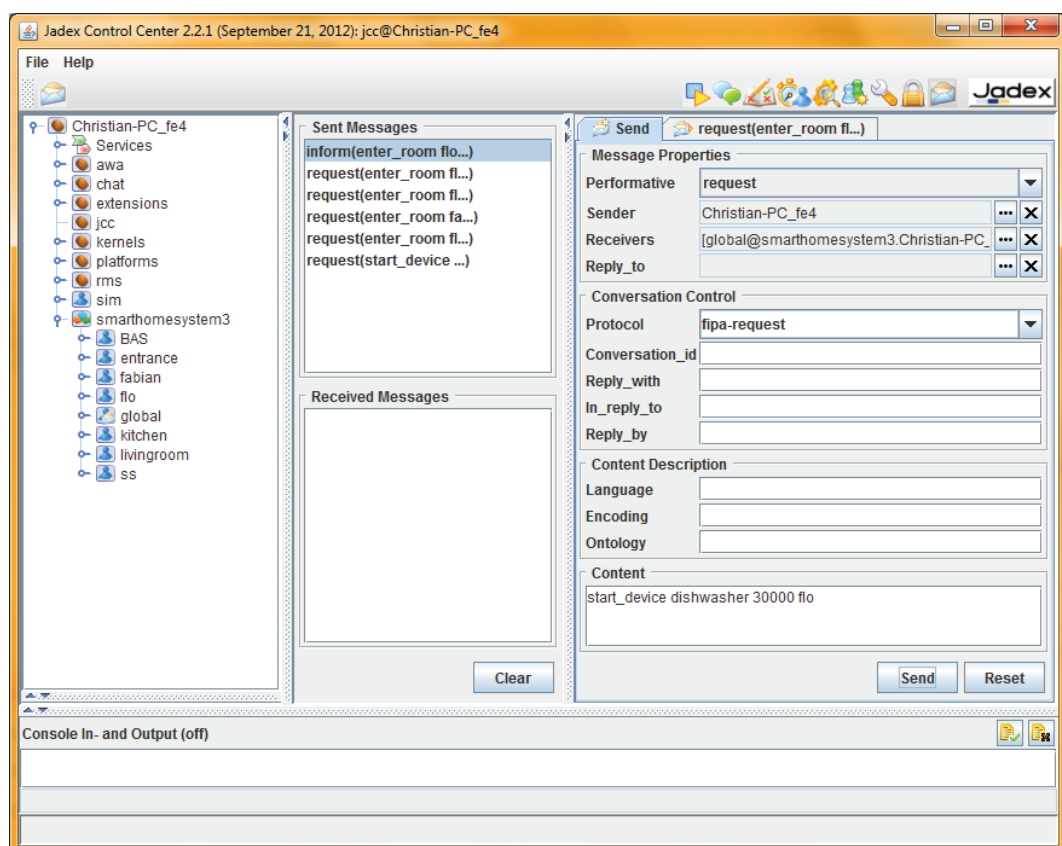 Jadex Control Center 2.2.1 (September 21, 2012): jcc@Christian-PC_fe4
File Help
Jadex
Christian-PC_fe4
Services
awa
chat
extensions
jcc
kernels
platforms
rms
sim
smarthomesystem3
BAS
entrance
fabian
flo
global
kitchen
livingroom
ss
Sent Messages
inform(enter_room flo...)
request(enter_room fl...)
request(enter_room fl...)
request(enter_room fa...)
request(enter_room fl...)
request(start_device ...)
Received Messages
Clear
Send request(enter_room fl...)
Message Properties
Performative request
Sender Christian-PC_fe4 ...
Receivers [global@smarthomesystem3.Christian-PC_ ...
Reply_to ...
Conversation Control
Protocol fipa-request
Conversation_id
Reply_with
In_reply_to
Reply_by
Content Description
Language
Encoding
Ontology
Content
start_device dishwasher 30000 flo
Send Reset
Console In- and Output (off)